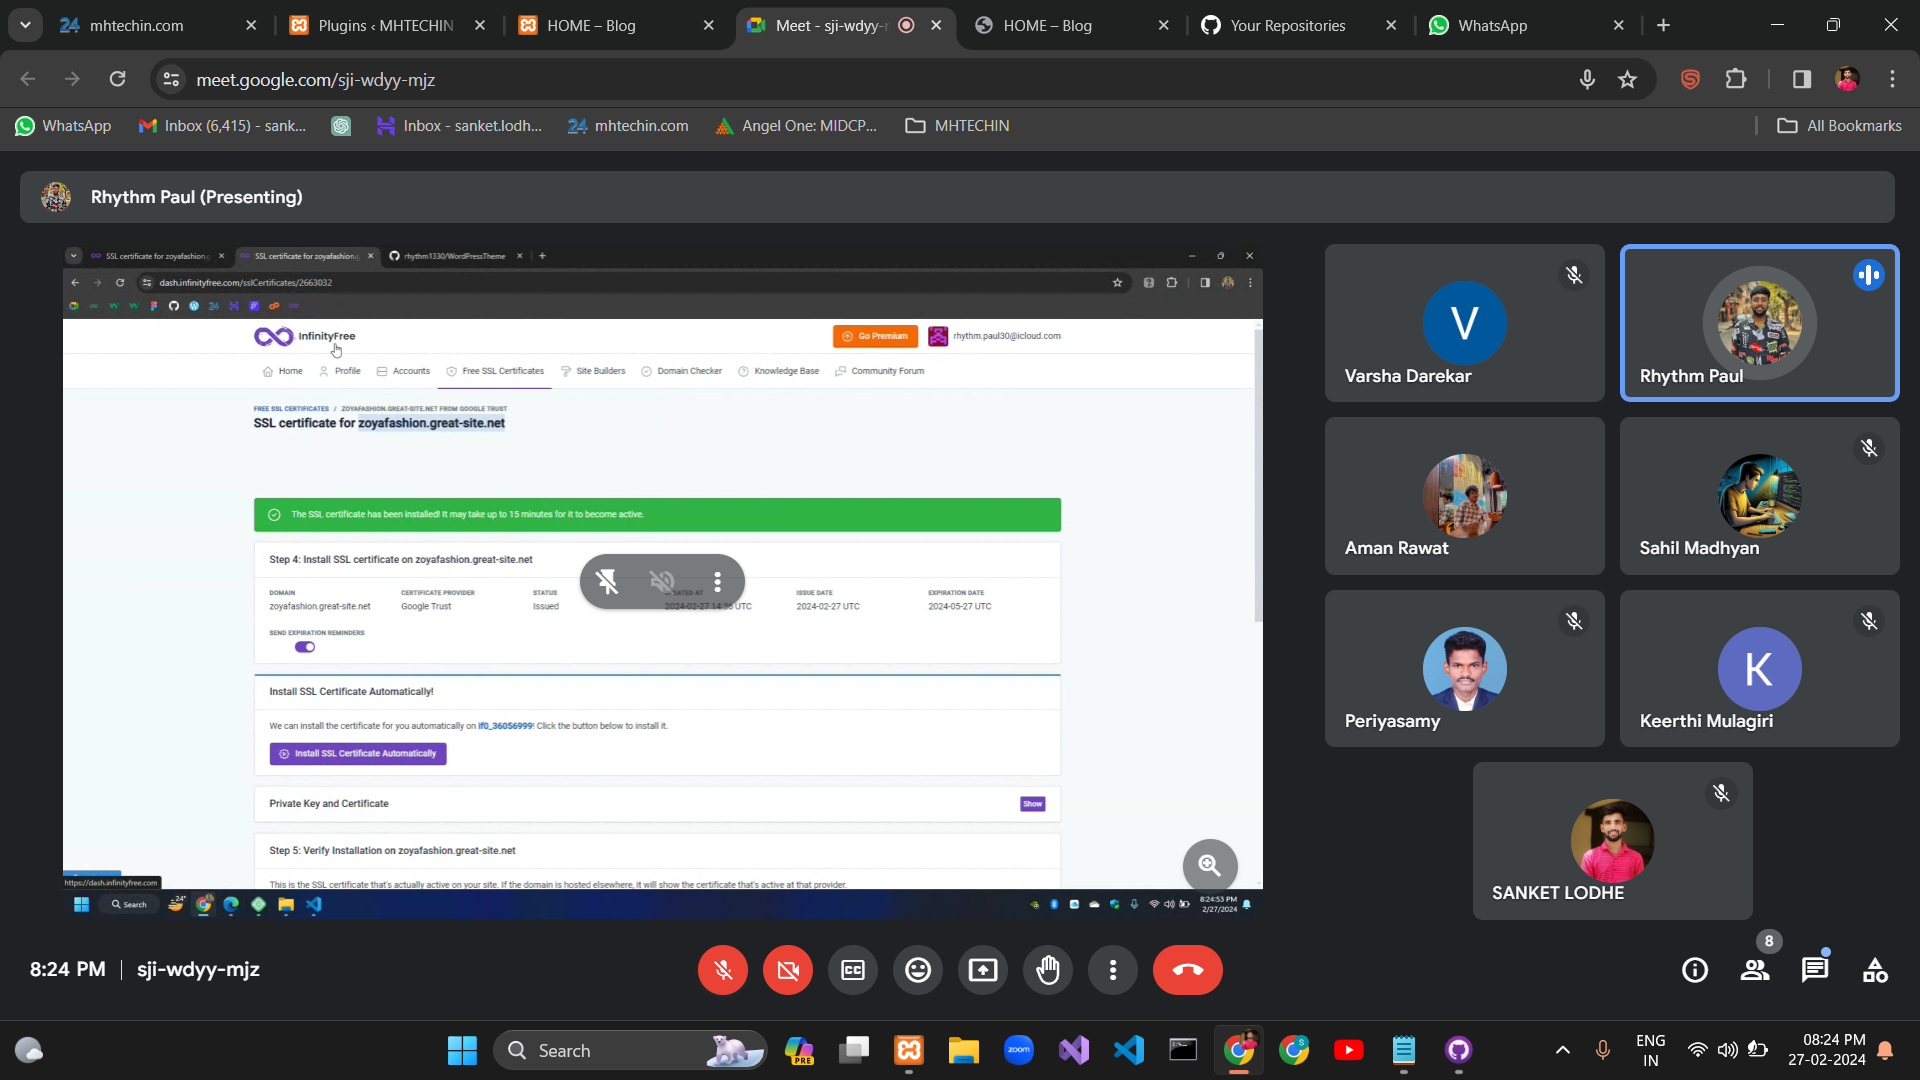 mhtechin.com
Plugins ‹ MHTECHIN
HOME – Blog
Meet - sji-wdyy-
HOME – Blog
Your Repositories
WhatsApp
meet.google.com/sji-wdyy-mjz
WhatsApp
Inbox (6,415) - sank...
Inbox - sanket.lodh...
mhtechin.com
Angel One: MIDCP...
MHTECHIN
All Bookmarks
Rhythm Paul (Presenting)
SSL certificate for zoyafashion.
SSL certificate for zoyafashion.
rhythm1330/WordPressTheme
dash.infinityfree.com/sslCertificates/2663032
InfinityFree
Go Premium
rhythm.paul30@icloud.com
Home
Profile
Accounts
Free SSL Certificates
Site Builders
Domain Checker
Knowledge Base
Community Forum
FREE SSL CERTIFICATES / ZOYAFASHION.GREAT-SITE.NET FROM GOOGLE TRUST
SSL certificate for zoyafashion.great-site.net
The SSL certificate has been installed! It may take up to 15 minutes for it to become active.
Step 4: Install SSL certificate on zoyafashion.great-site.net
DOMAIN
CERTIFICATE PROVIDER
STATUS
ISSUE DATE
EXPIRATION DATE
zoyafashion.great-site.net
Google Trust
Issued
2024-02-27 UTC
2024-02-27 UTC
2024-05-27 UTC
SEND EXPIRATION REMINDERS
Install SSL Certificate Automatically!
We can install the certificate for you automatically on if0_36056999! Click the button below to install it.
Install SSL Certificate Automatically
Private Key and Certificate
Show
Step 5: Verify Installation on zoyafashion.great-site.net
This is the SSL certificate that's actually active on your site. If the domain is hosted elsewhere, it will show the certificate that's active at that provider.
https://dash.infinityfree.com
Search
24°
8:24:53 PM
2/27/2024
V
Varsha Darekar
Rhythm Paul
Aman Rawat
Sahil Madhyan
Periyasamy
K
Keerthi Mulagiri
SANKET LODHE
8:24 PM
sji-wdyy-mjz
8
Search
PRE
zoom
S
ENG
IN
08:24 PM
27-02-2024